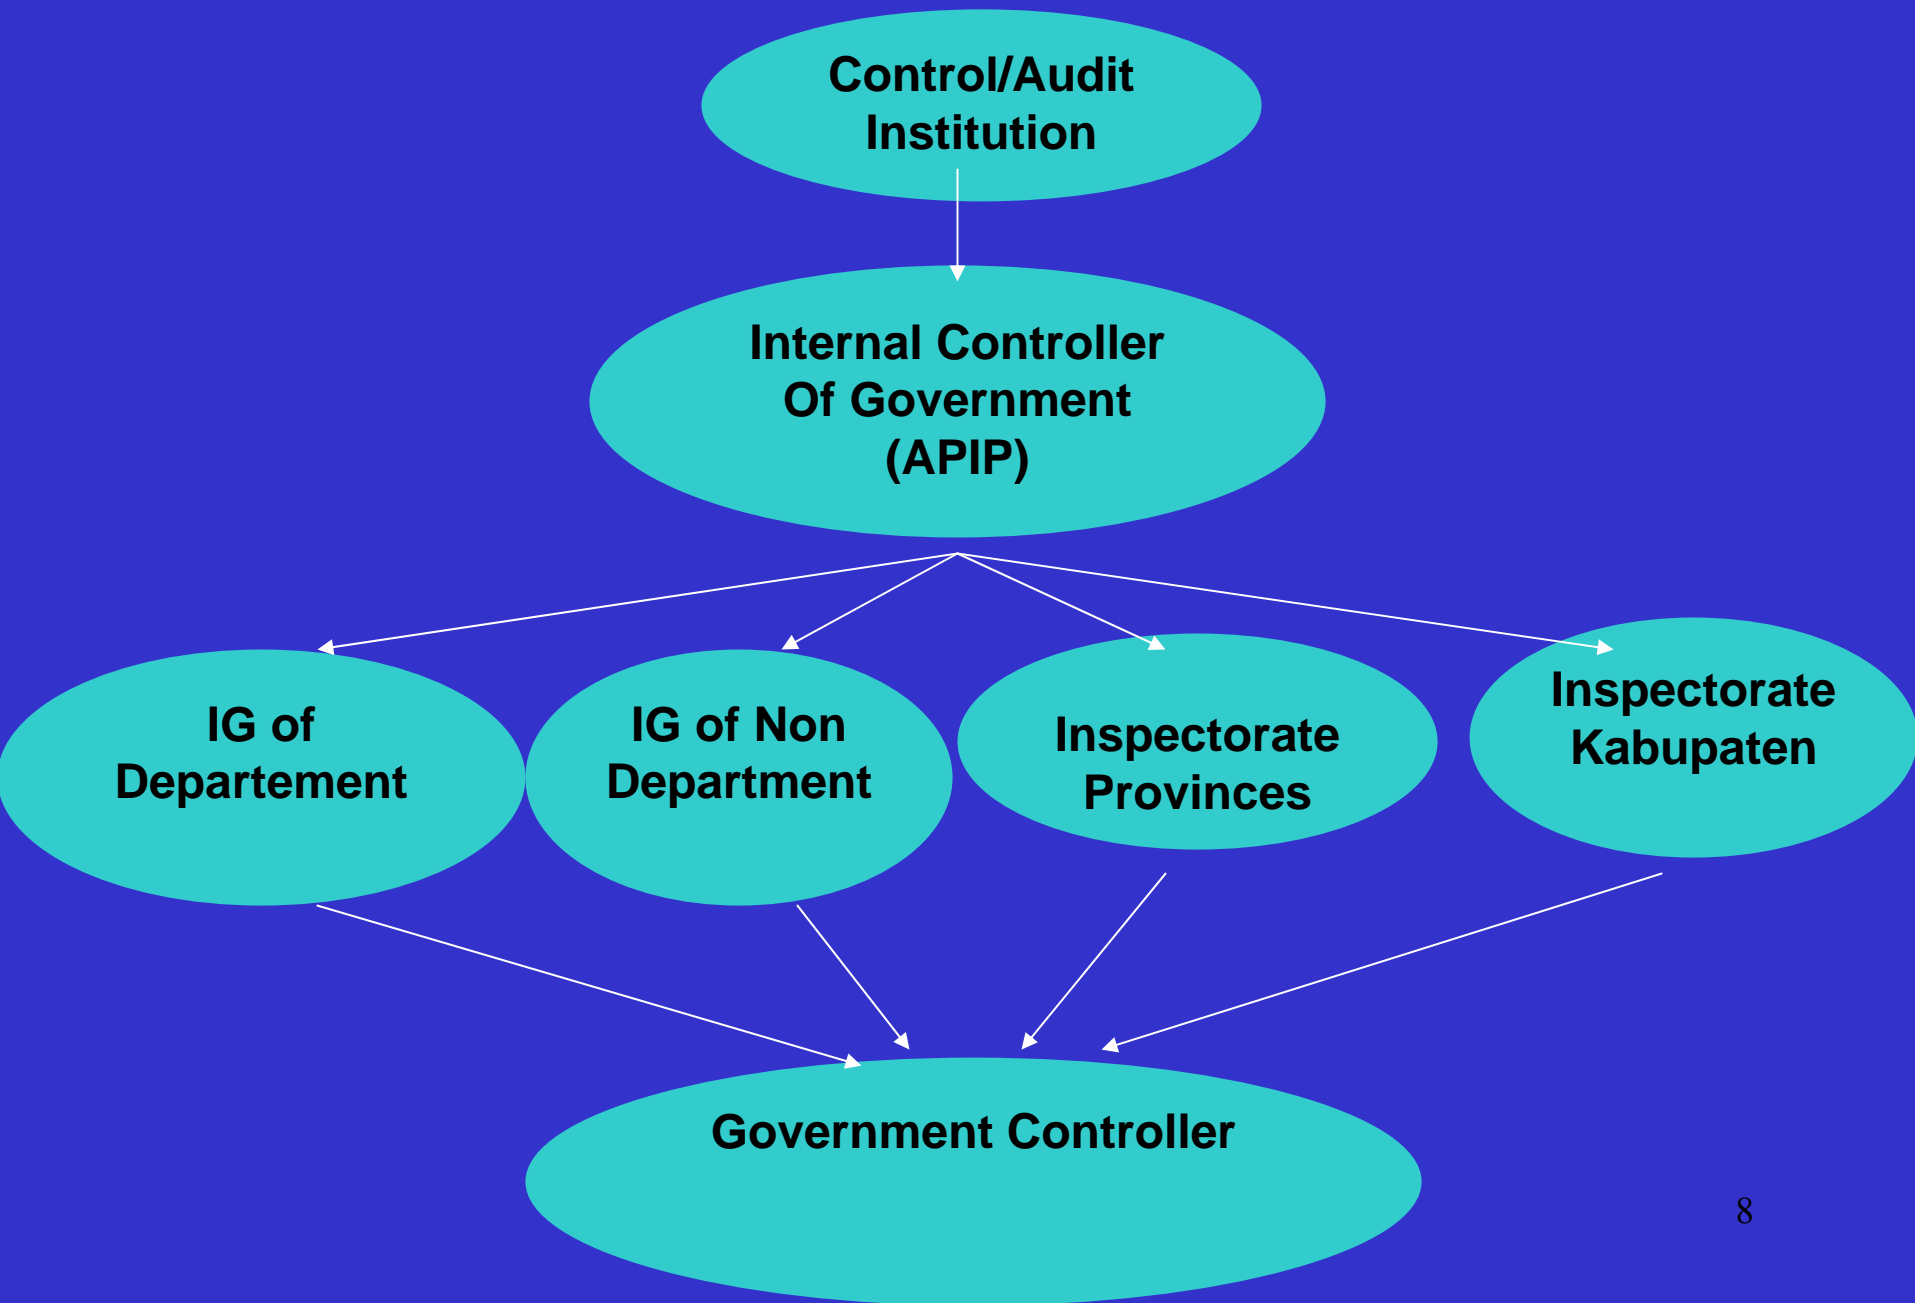 Control/Audit
Institution
Internal Controller
Of Government
(APIP)
IG of
Departement
IG of Non
Department
Inspectorate
Provinces
Inspectorate
Kabupaten
Government Controller
8